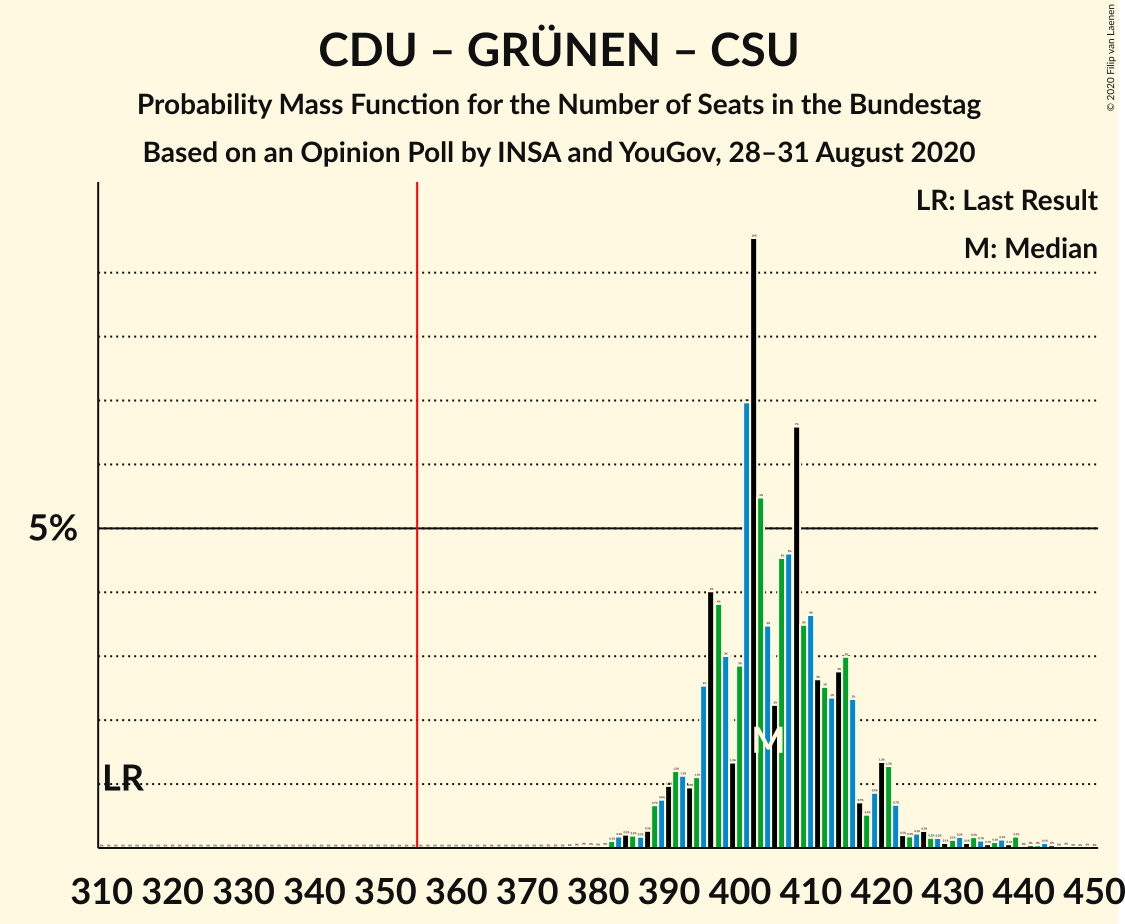 CDU – GRÜNEN – CSU
Probability Mass Function for the Number of Seats in the Bundestag
Based on an Opinion Poll by INSA and YouGov, 28–31 August 2020
© 2020 Filip van Laenen
LR: Last Result
M: Median
5%
LR
M
310 320 330 340 350 360 370 380 390 400 410 420 430 440 450